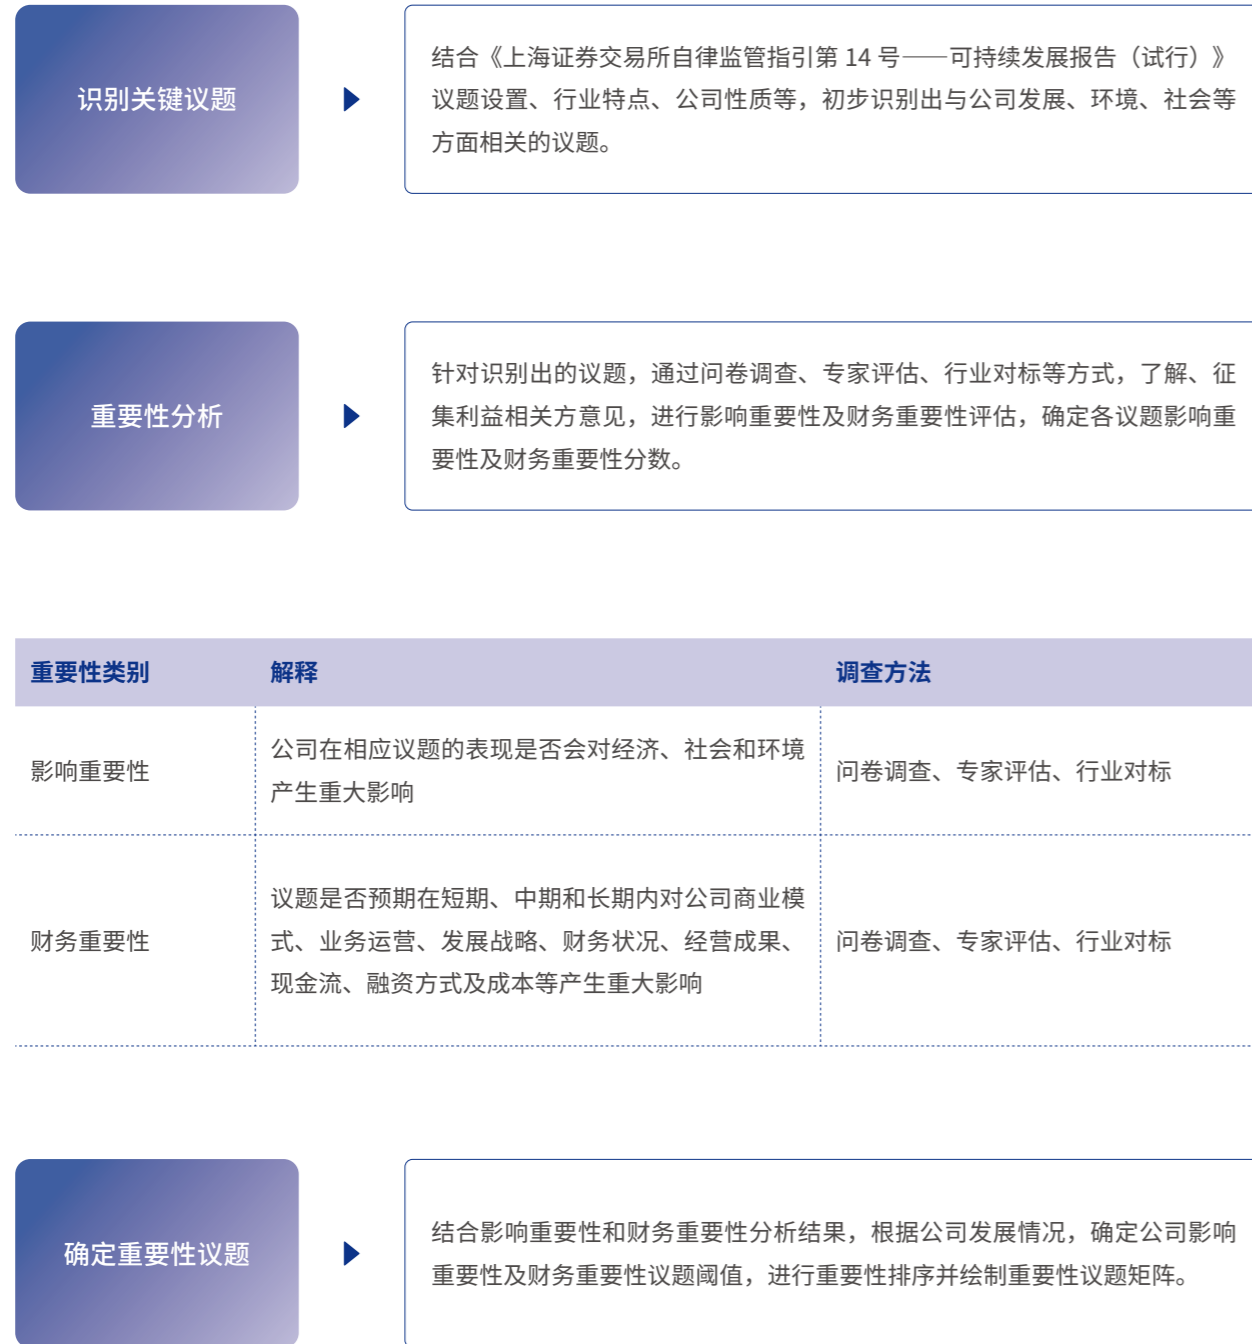 识别关键议题
结合《上海证券交易所自律监管指引第 14 号——可持续发展报告（试行）》
议题设置、行业特点、公司性质等，初步识别出与公司发展、环境、社会等
方面相关的议题。
重要性分析
针对识别出的议题，通过问卷调查、专家评估、行业对标等方式，了解、征
集利益相关方意见，进行影响重要性及财务重要性评估，确定各议题影响重
要性及财务重要性分数。
重要性类别
解释
调查方法
影响重要性
公司在相应议题的表现是否会对经济、社会和环境
产生重大影响
问卷调查、专家评估、行业对标
财务重要性
议题是否预期在短期、中期和长期内对公司商业模
式、业务运营、发展战略、财务状况、经营成果、
现金流、融资方式及成本等产生重大影响
问卷调查、专家评估、行业对标
确定重要性议题
结合影响重要性和财务重要性分析结果，根据公司发展情况，确定公司影响
重要性及财务重要性议题阈值，进行重要性排序并绘制重要性议题矩阵。